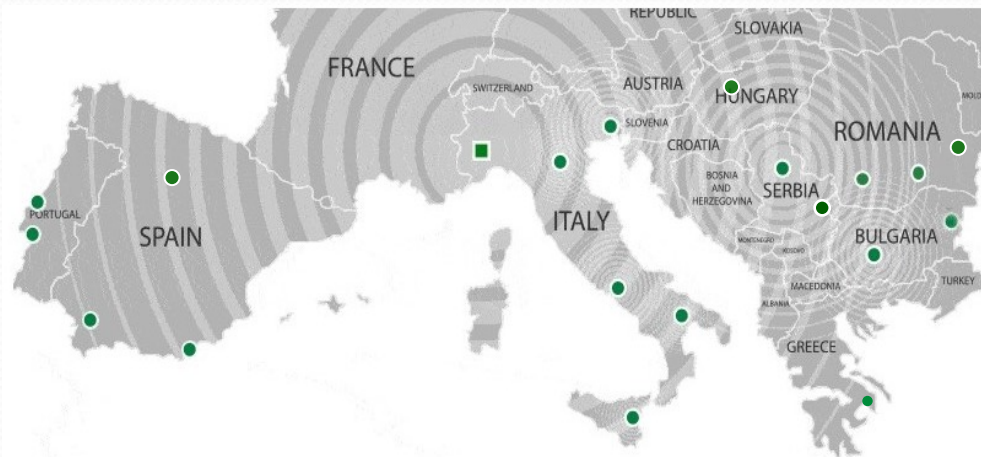 REPUBLIC
SLOVAKIA
FRANCE
SWITZERLAND
AUSTRIA
HUNGARY
MOLD
SLOVENIA
ROMANIA
CROATIA
BOSNIA
AND
HERZEGOVINA
SERBIA
PORTUGAL
SPAIN
ITALY
BULGARIA
MONTENEGRO
KOSOVO
TURKEY
MACEDONIA
ALBANIA
GREECE